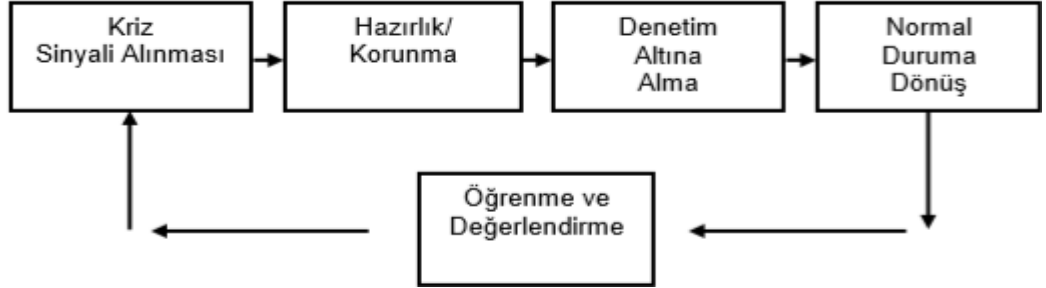 Kriz
Sinyali Alınması
Hazırlık/
Korunma
Denetim
Altına
Alma
Normal
Duruma
Dönüş
Öğrenme ve
Değerlendirme